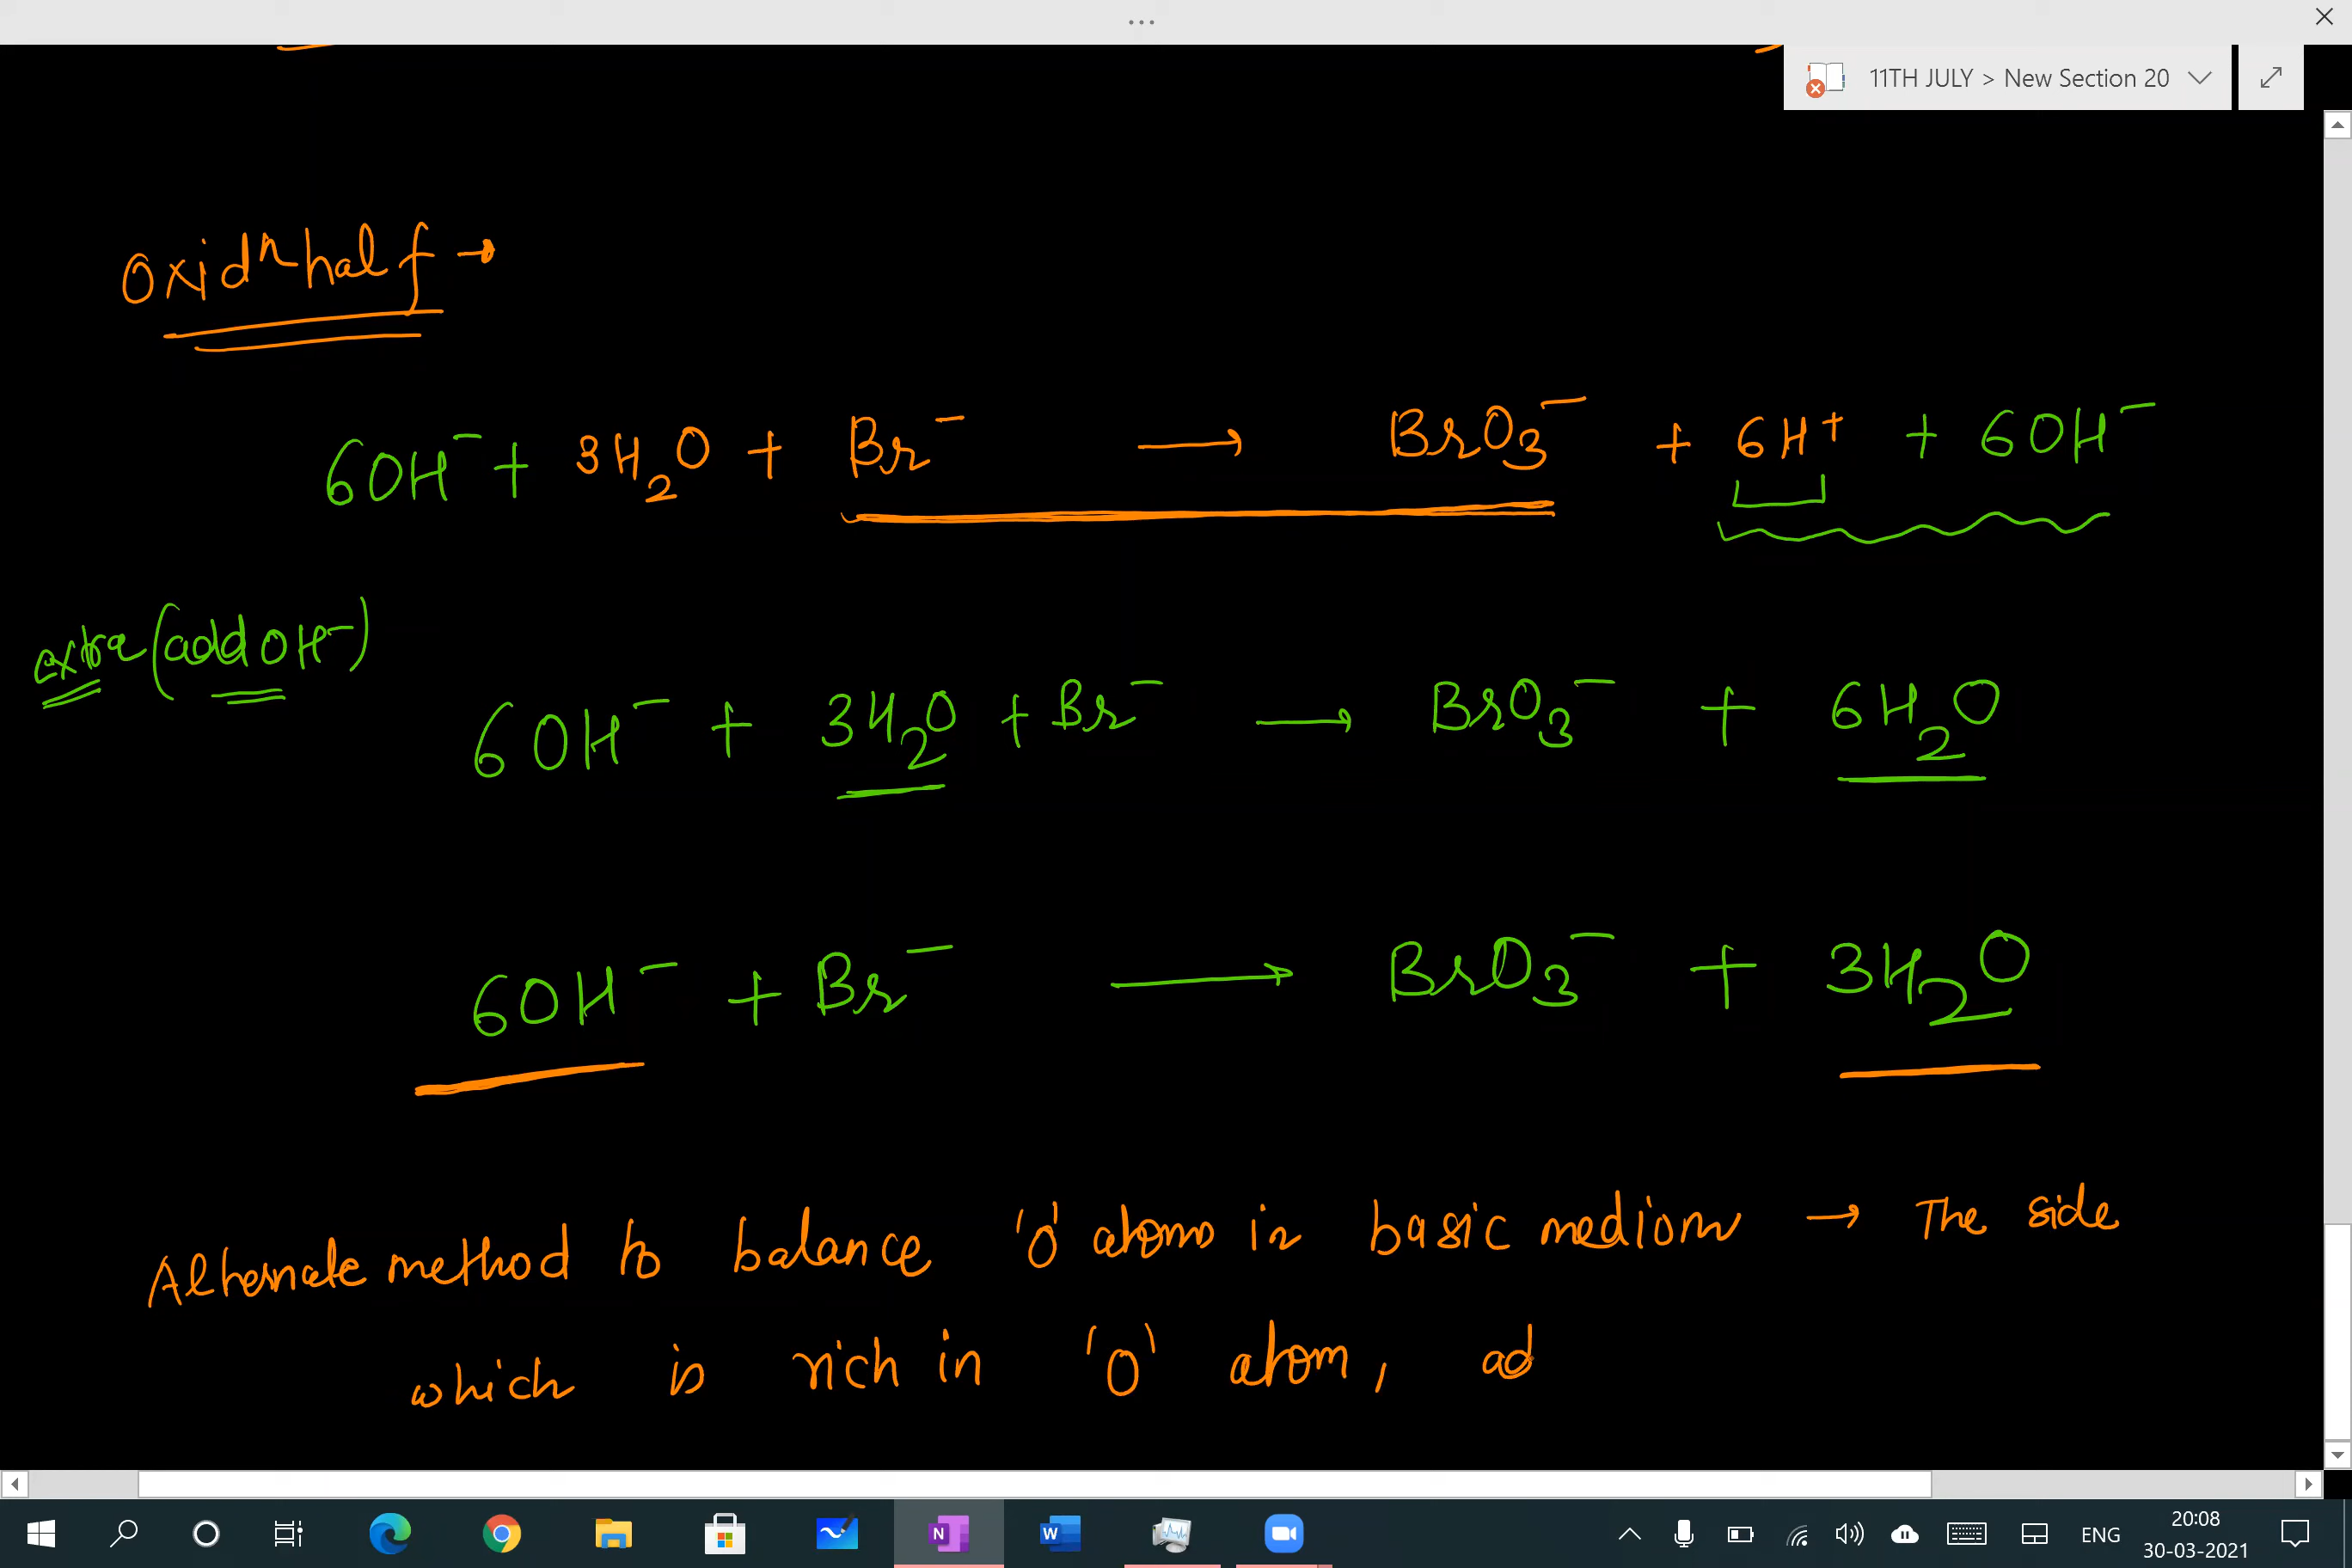 11TH JULY > New Section 20
Oxidⁿ half →
6OH⁻ + 3H₂O + Br⁻ ⟶ BrO₃⁻ + 6H⁺ + 6OH⁻
extra (add OH⁻)
6OH⁻ + 3H₂O + Br⁻ ⟶ BrO₃⁻ + 6H₂O
6OH⁻ + Br⁻ ⟶ BrO₃⁻ + 3H₂O
Alternate method to balance 'O' atoms in basic medium → The side
which is rich in 'O' atom, ad
ENG
20:08
30-03-2021